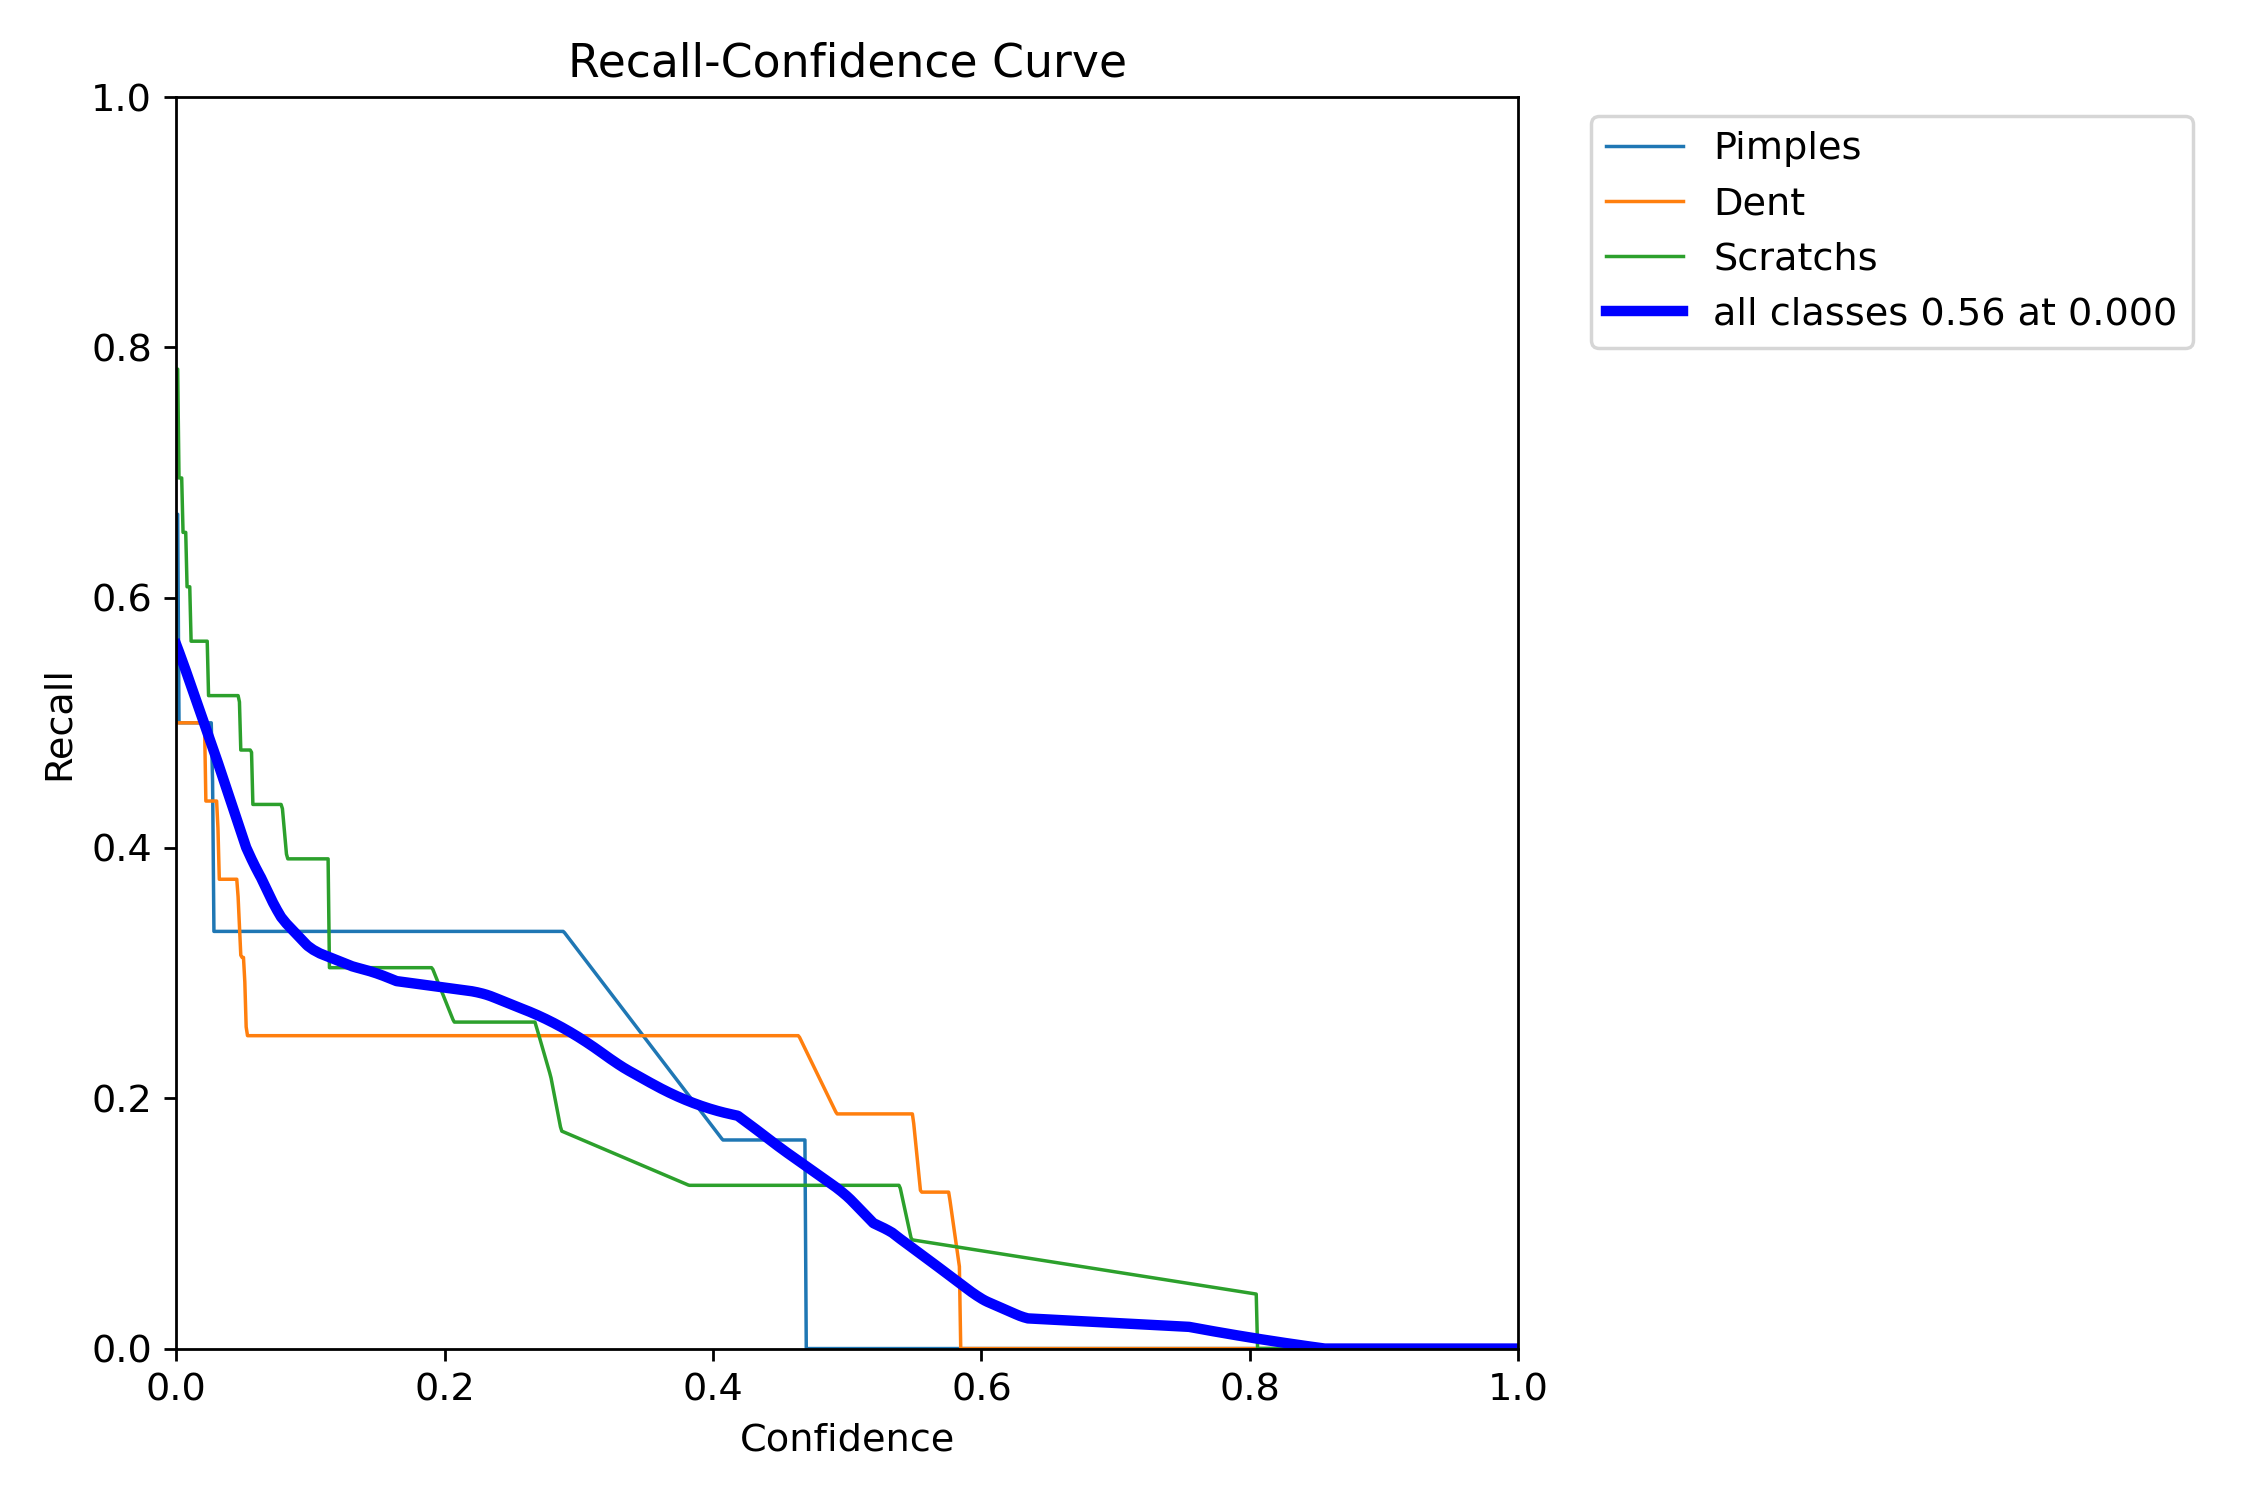 Recall-Confidence Curve
1.0
0.8
0.6
0.4
0.2
0.0
Recall
0.0 0.2 0.4 0.6 0.8 1.0
Confidence
Pimples
Dent
Scratchs
all classes 0.56 at 0.000